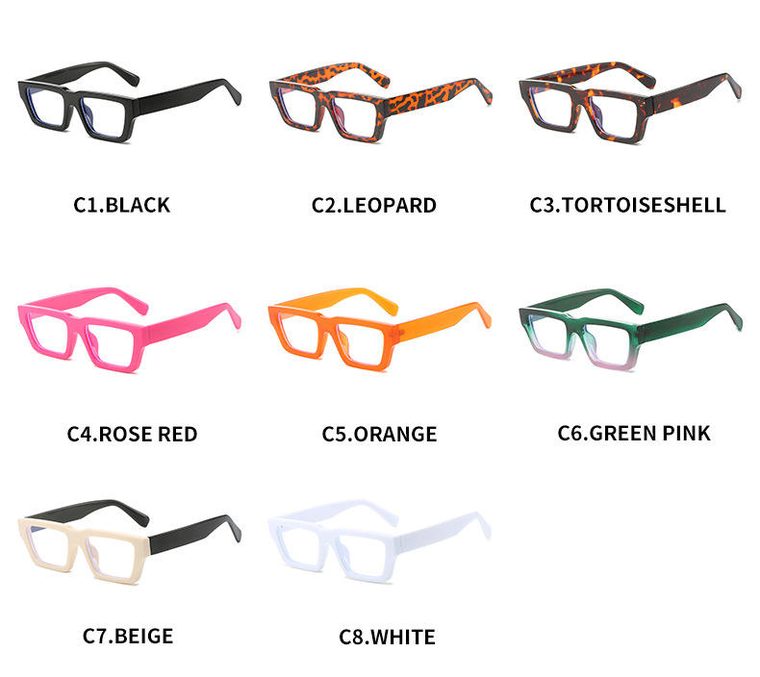 C1.BLACK
C2.LEOPARD
C3.TORTOISESHELL
C4.ROSE RED
C5.ORANGE
C6.GREEN PINK
C7.BEIGE
C8.WHITE